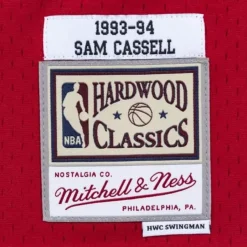 1993-94
SAM CASSELL
HARDWOOD
NBA
CLASSICS
NOSTALGIA CO.
Mitchell & Ness
PHILADELPHIA, PA.
HWC SWINGMAN